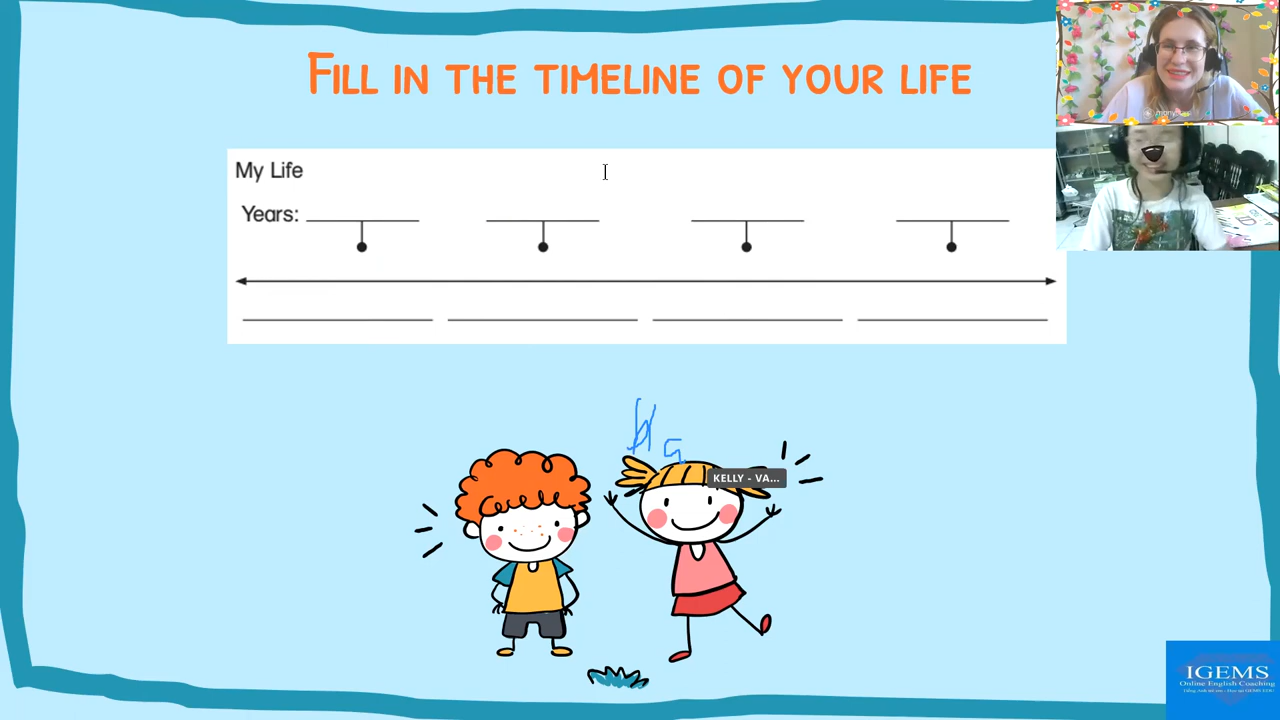 FILL IN THE TIMELINE OF YOUR LIFE
My Life
Years:
KELLY - VA...
IGEMS
Online English Coaching